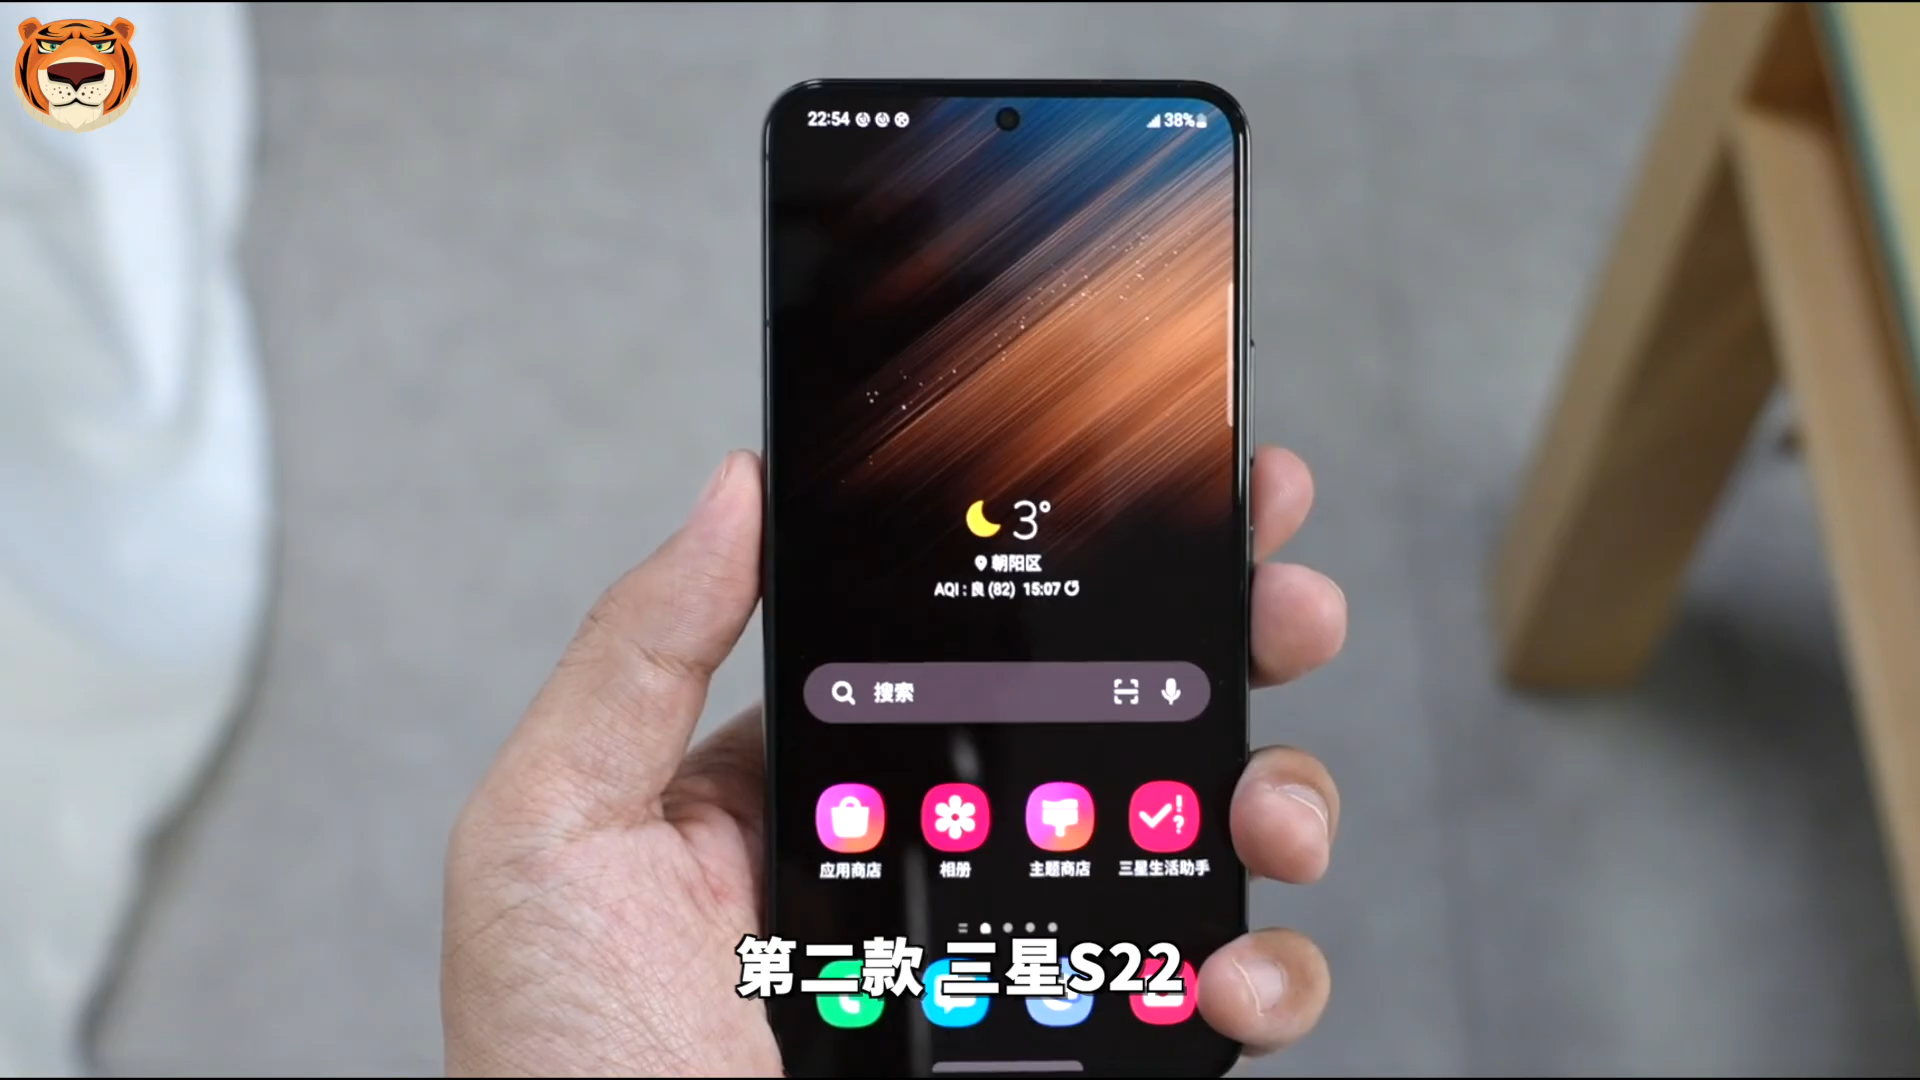 22:54
38%
3°
朝阳区
AQI : 良 (82) 15:07
搜索
应用商店
相册
主题商店
三星生活助手
第二款 三星S22